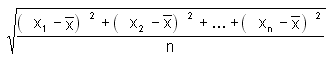 √(( x₁ − x̅ )² + ( x₂ − x̅ )² + ... + ( xₙ − x̅ )²)
n